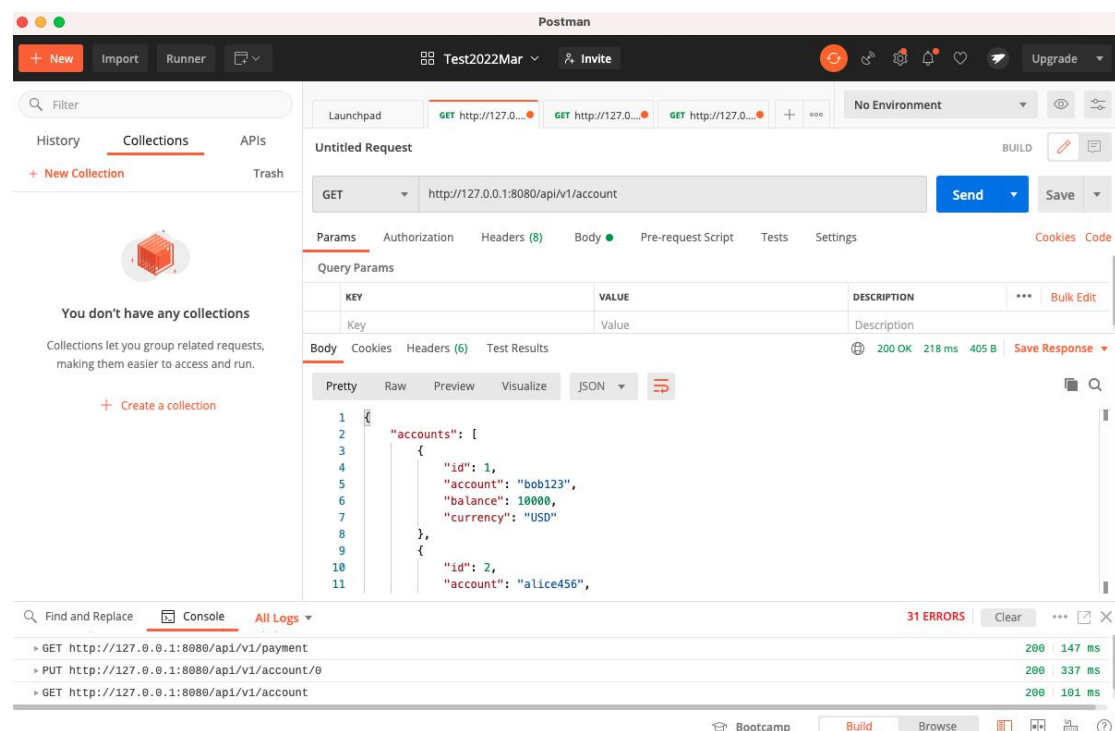 Postman
+ New Import Runner Test2022Mar Invite Upgrade
Filter
History Collections APIs
+ New Collection Trash
You don't have any collections
Collections let you group related requests,
making them easier to access and run.
+ Create a collection
Launchpad GET http://127.0.... GET http://127.0.... GET http://127.0.... + ooo No Environment
Untitled Request BUILD
GET http://127.0.0.1:8080/api/v1/account Send Save
Params Authorization Headers (8) Body Pre-request Script Tests Settings Cookies Code
Query Params
KEY VALUE DESCRIPTION ••• Bulk Edit
Key Value Description
Body Cookies Headers (6) Test Results 200 OK 218 ms 405 B Save Response
Pretty Raw Preview Visualize JSON
1 {
2 "accounts": [
3 {
4 "id": 1,
5 "account": "bob123",
6 "balance": 10000,
7 "currency": "USD"
8 },
9 {
10 "id": 2,
11 "account": "alice456",
Find and Replace Console All Logs 31 ERRORS Clear •••
GET http://127.0.0.1:8080/api/v1/payment 200 147 ms
PUT http://127.0.0.1:8080/api/v1/account/0 200 337 ms
GET http://127.0.0.1:8080/api/v1/account 200 101 ms
Bootcamp Build Browse